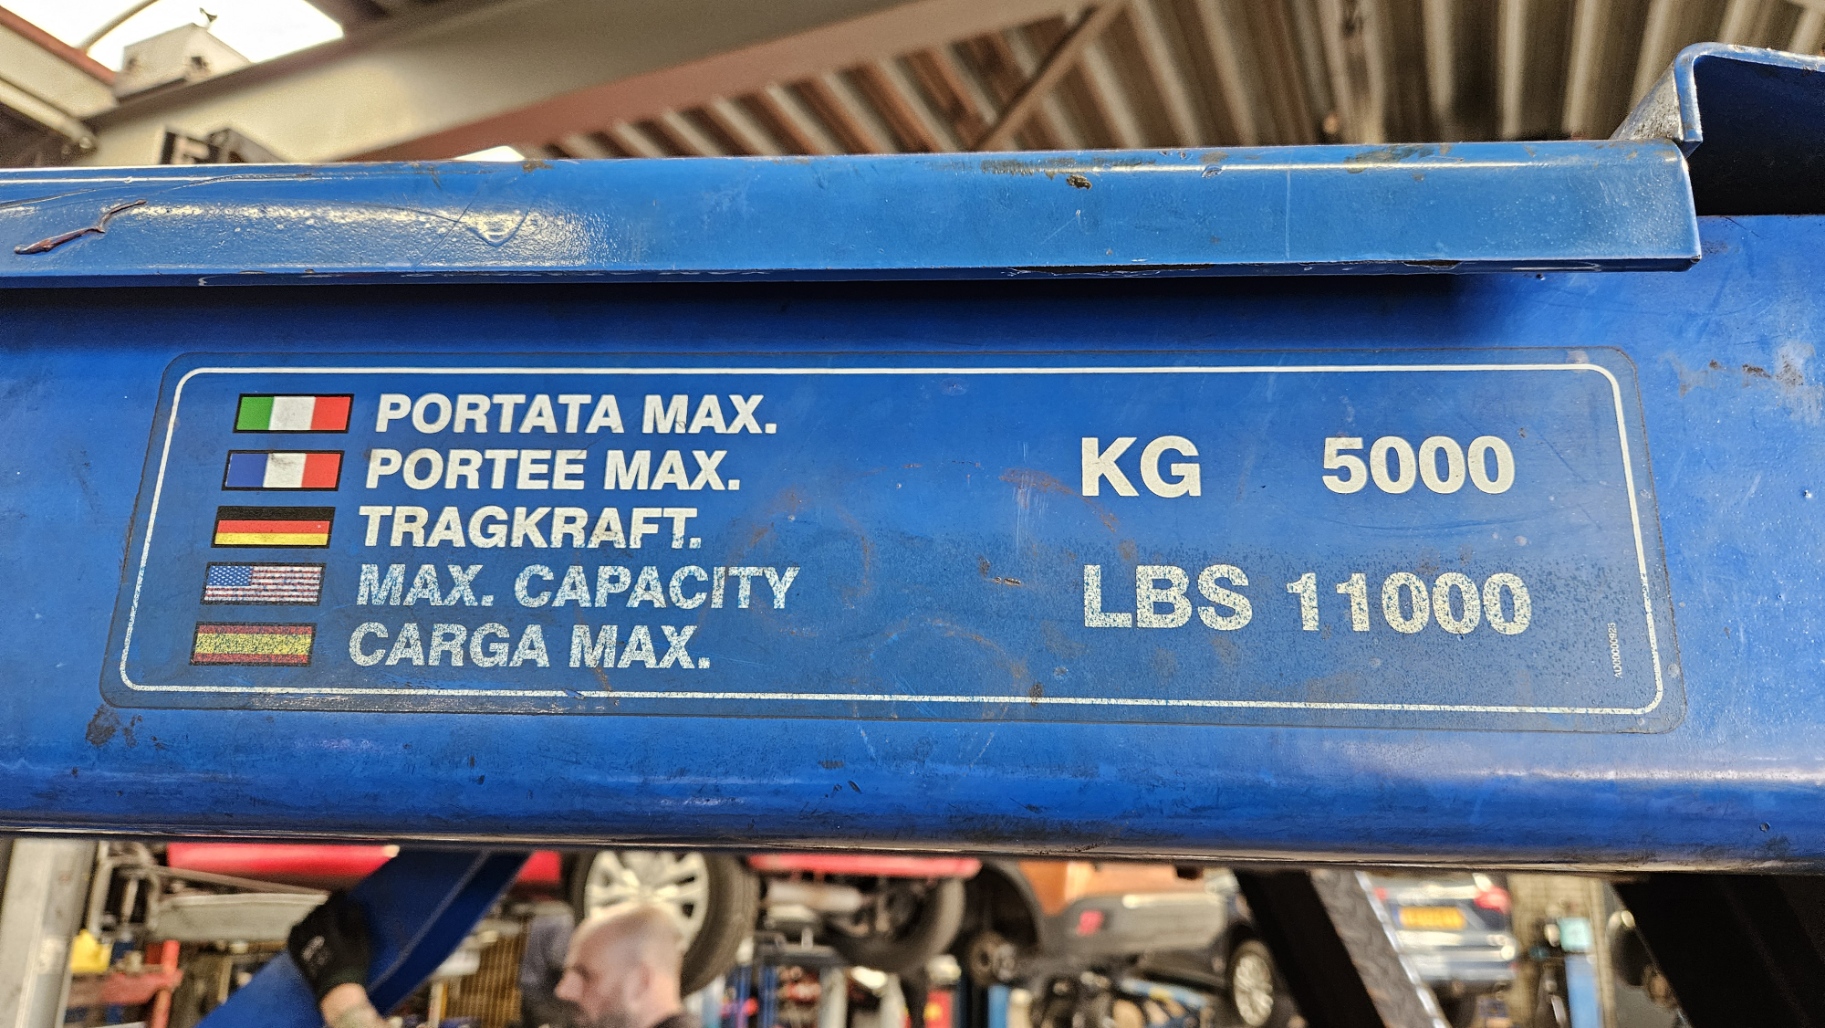 PORTATA MAX.
PORTEE MAX.
TRAGKRAFT.
MAX. CAPACITY
CARGA MAX.
KG 5000
LBS 11000